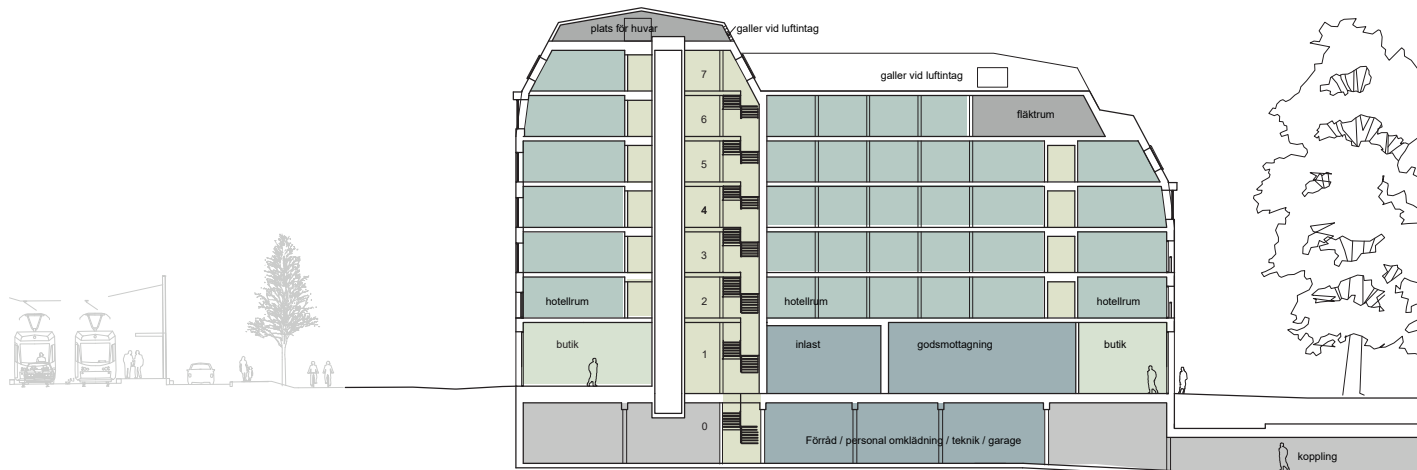 plats för huvar
galler vid luftintag
7
galler vid luftintag
6
fläktrum
5
4
3
hotellrum
2
hotellrum
hotellrum
butik
1
inlast
godsmottagning
butik
0
Förråd / personal omklädning / teknik / garage
koppling